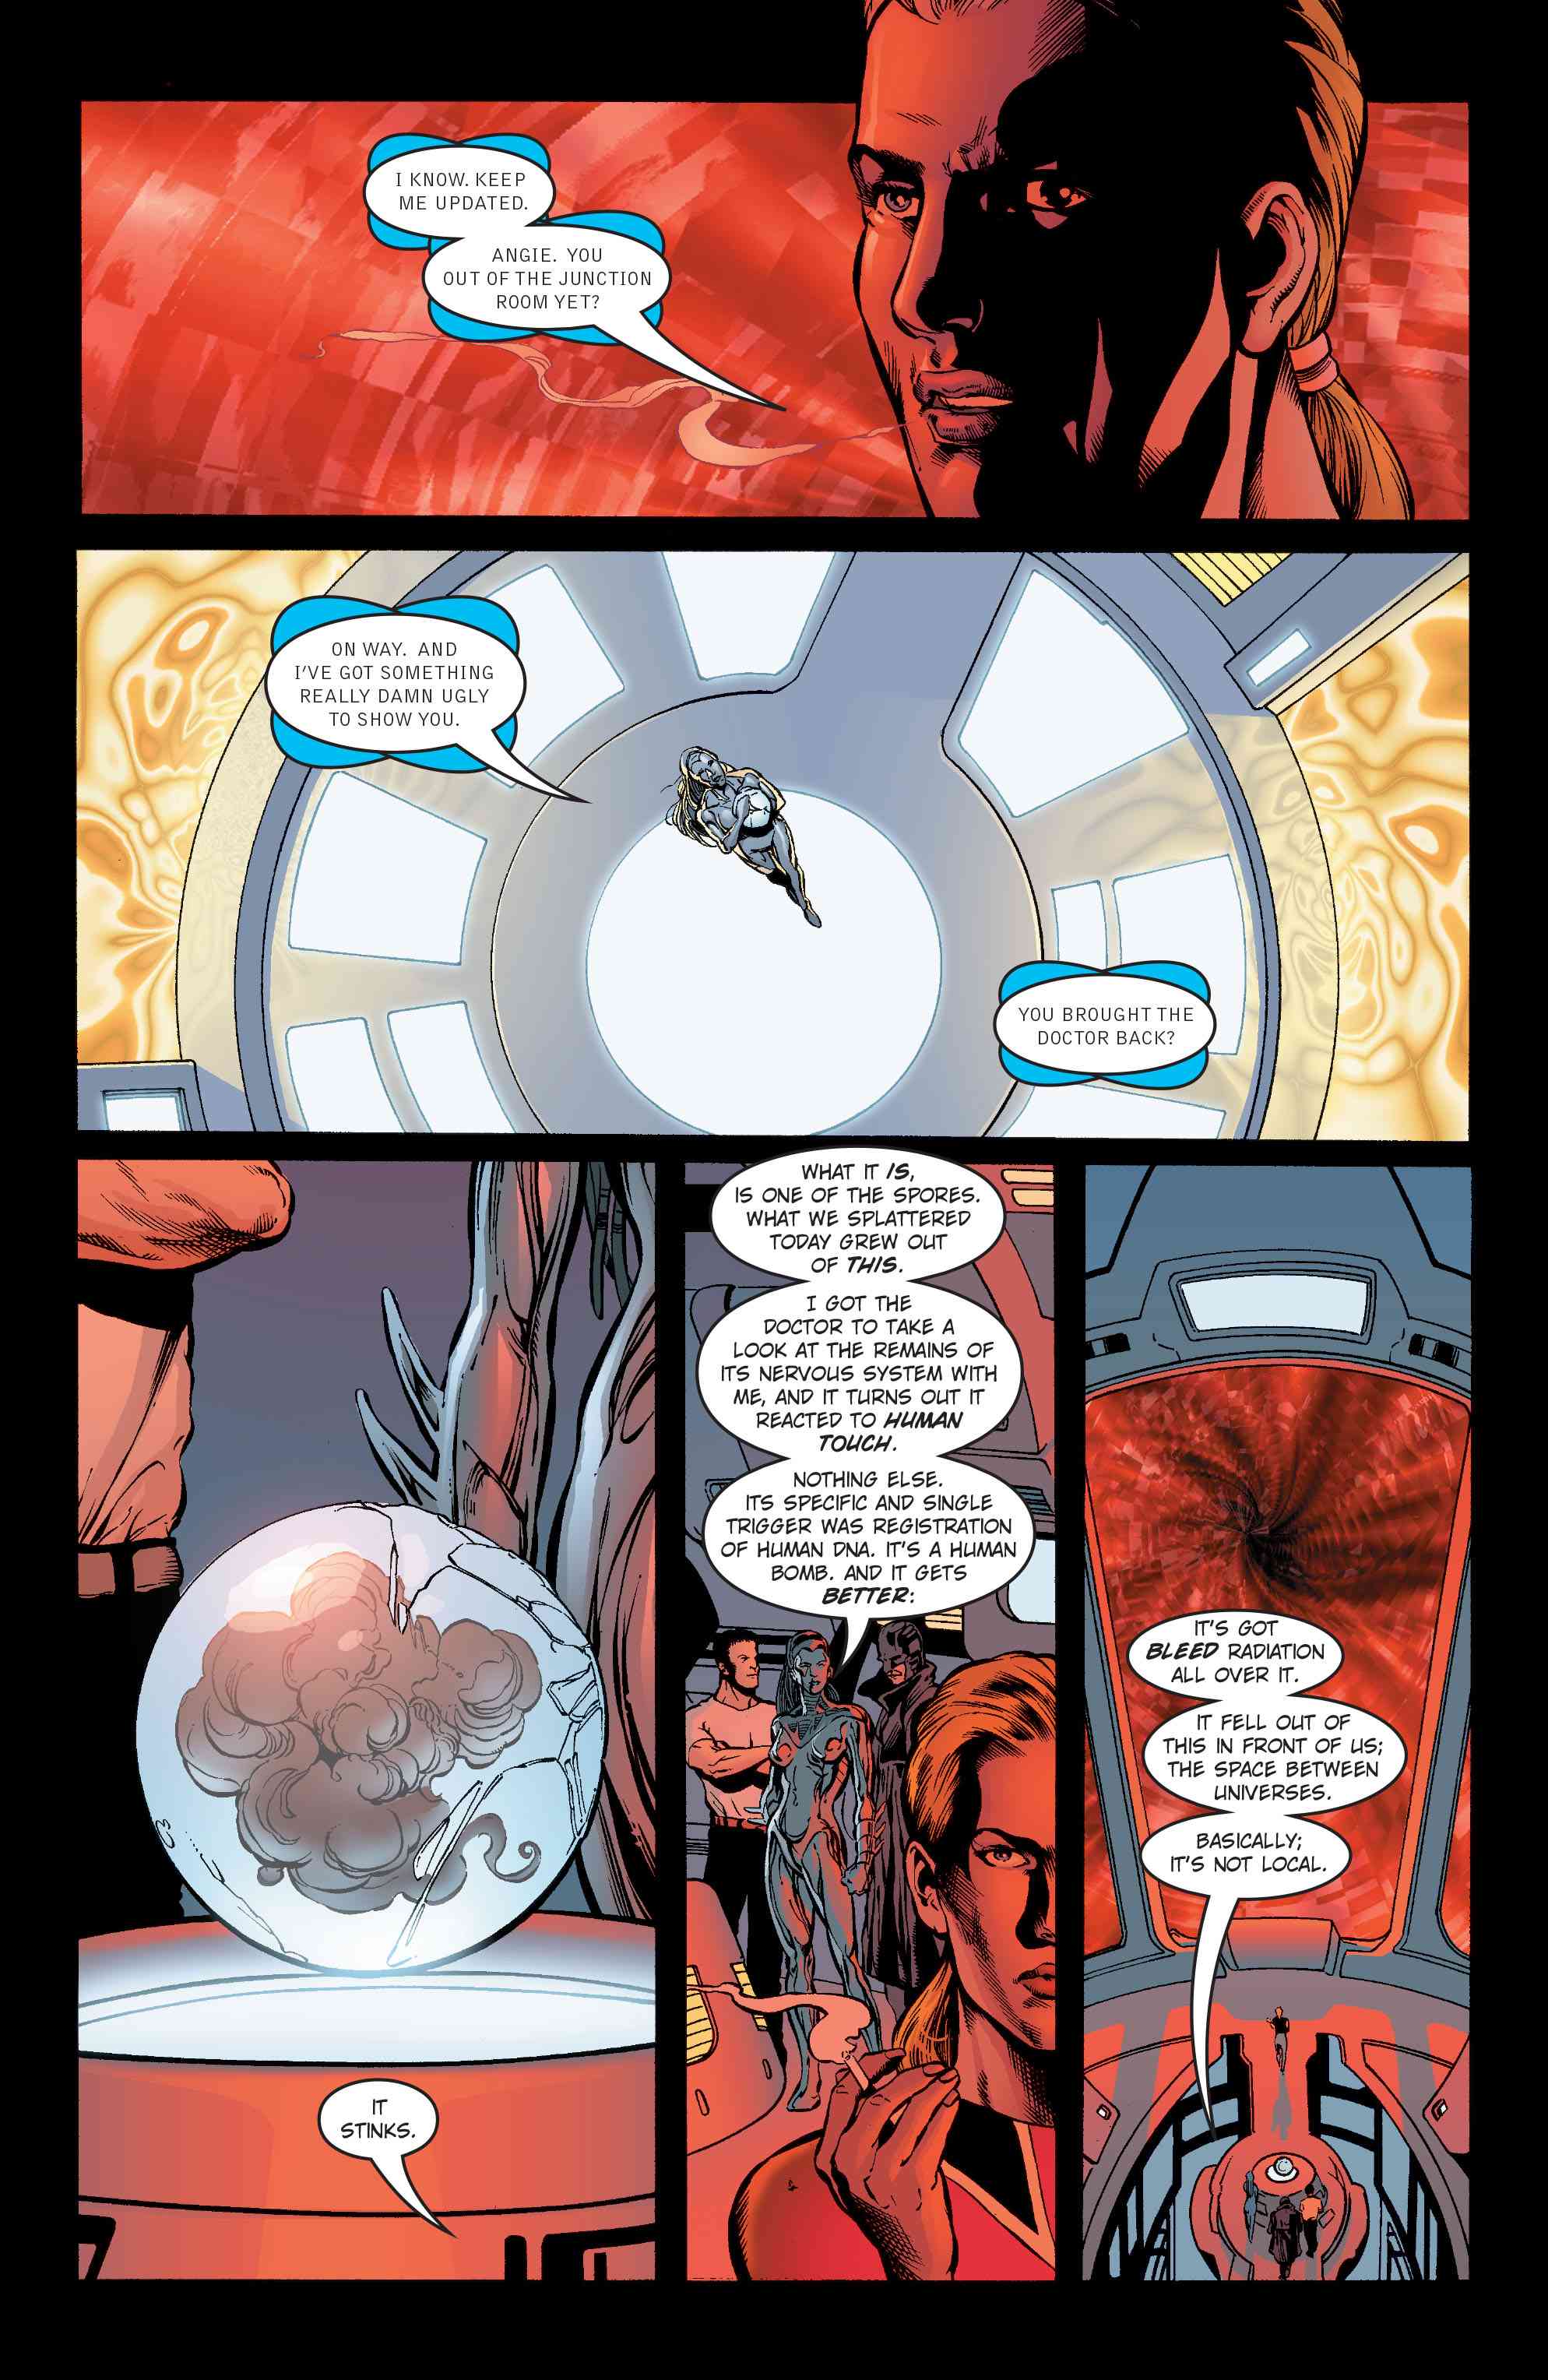 I KNOW. KEEP
ME UPDATED.
ANGIE. YOU
OUT OF THE JUNCTION
ROOM YET?
ON WAY. AND
I'VE GOT SOMETHING
REALLY DAMN UGLY
TO SHOW YOU.
YOU BROUGHT THE
DOCTOR BACK?
IT
STINKS.
WHAT IT IS,
IS ONE OF THE SPORES.
WHAT WE SPLATTERED
TODAY GREW OUT
OF THIS.
I GOT THE
DOCTOR TO TAKE A
LOOK AT THE REMAINS OF
ITS NERVOUS SYSTEM WITH
ME, AND IT TURNS OUT IT
REACTED TO HUMAN
TOUCH.
NOTHING ELSE.
ITS SPECIFIC AND SINGLE
TRIGGER WAS REGISTRATION
OF HUMAN DNA. IT'S A HUMAN
BOMB. AND IT GETS
BETTER:
IT'S GOT
BLEED RADIATION
ALL OVER IT.
IT FELL OUT OF
THIS IN FRONT OF US;
THE SPACE BETWEEN
UNIVERSES.
BASICALLY;
IT'S NOT LOCAL.